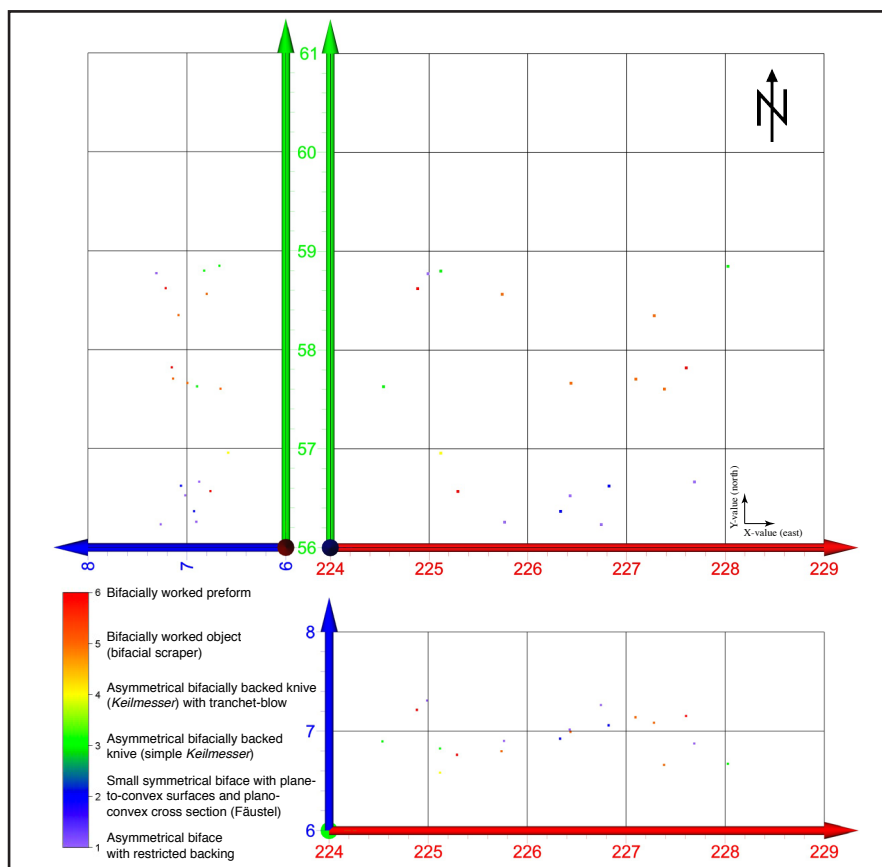 61
60
59
58
57
56
N
Y-value (north)
X-value (east)
8
7
6
224
225
226
227
228
229
6 Bifacially worked preform
5 Bifacially worked object
(bifacial scraper)
4 Asymmetrical bifacially backed knive
(Keilmesser) with tranchet-blow
3 Asymmetrical bifacially backed
knive (simple Keilmesser)
2 Small symmetrical biface with plane-
to-convex surfaces and plano-
convex cross section (Fäustel)
1 Asymmetrical biface
with restricted backing
8
7
6
224
225
226
227
228
229